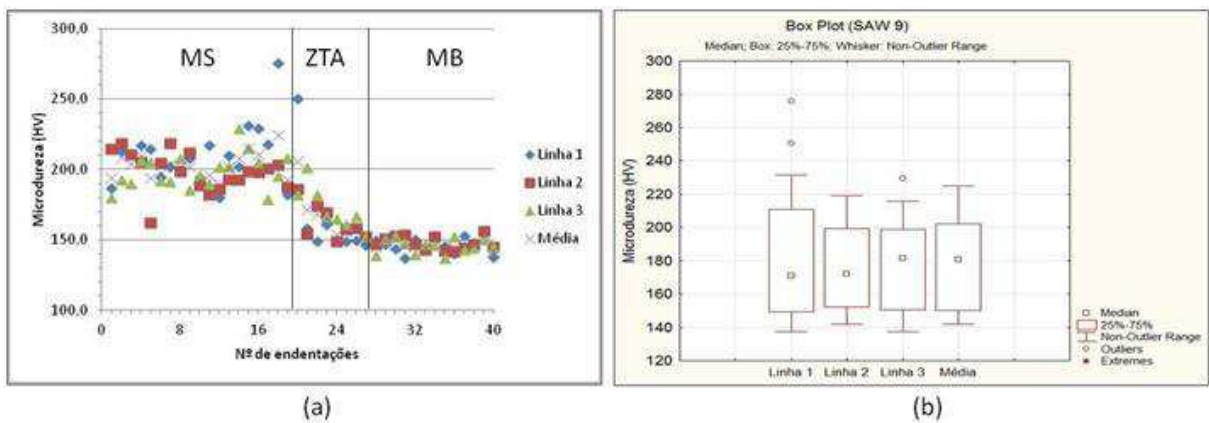 300.0
250.0
200.0
150.0
100.0
Microdureza (HV)
MS
ZTA
MB
0
8
16
24
32
40
Nº de endentações
Linha 1
Linha 2
Linha 3
Média
(a)
Box Plot (SAW 9)
Median; Box: 25%-75%; Whisker: Non-Outlier Range
300
280
260
240
220
200
180
160
140
120
Microdureza (HV)
Linha 1
Linha 2
Linha 3
Média
Median
25%-75%
Non-Outlier Range
Outliers
Extremes
(b)